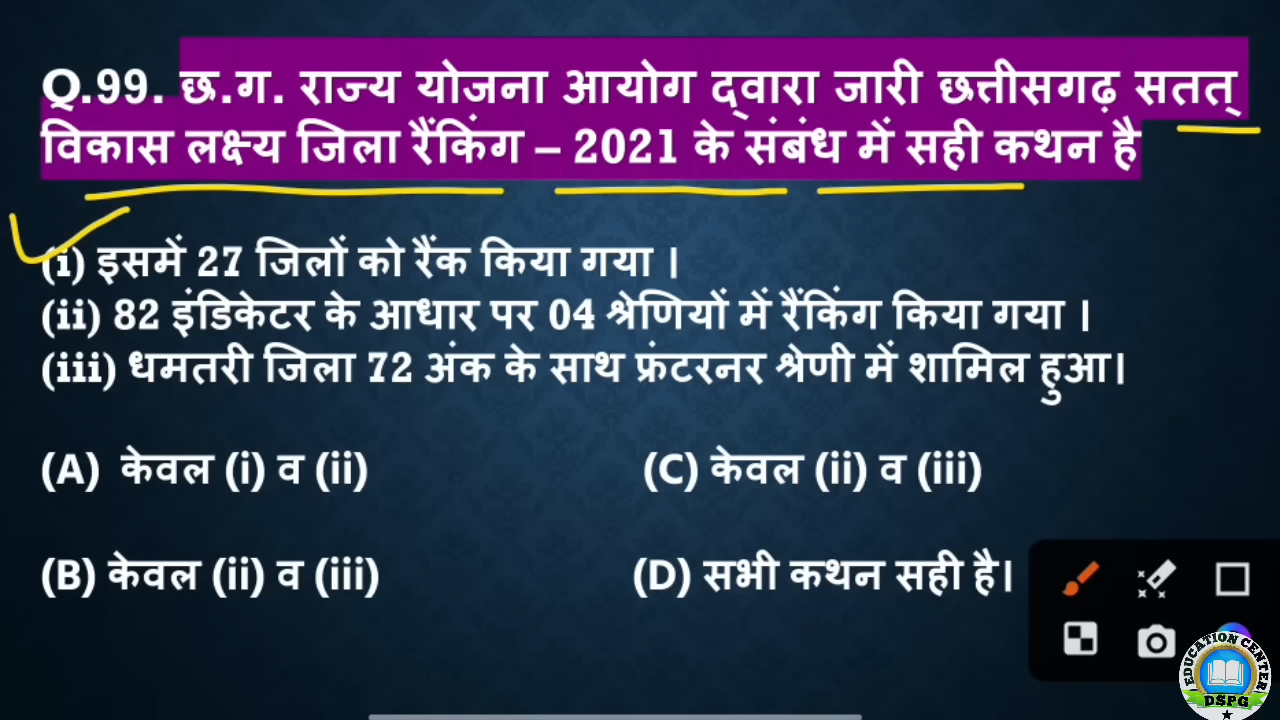 Q.99. छ.ग. राज्य योजना आयोग द्वारा जारी छत्तीसगढ़ सतत्
विकास लक्ष्य जिला रैंकिंग – 2021 के संबंध में सही कथन है
(i) इसमें 27 जिलों को रैंक किया गया ।
(ii) 82 इंडिकेटर के आधार पर 04 श्रेणियों में रैंकिंग किया गया ।
(iii) धमतरी जिला 72 अंक के साथ फ्रंटरनर श्रेणी में शामिल हुआ।
(A) केवल (i) व (ii)
(C) केवल (ii) व (iii)
(B) केवल (ii) व (iii)
(D) सभी कथन सही है।
EDUCATION CENTER
DSPG